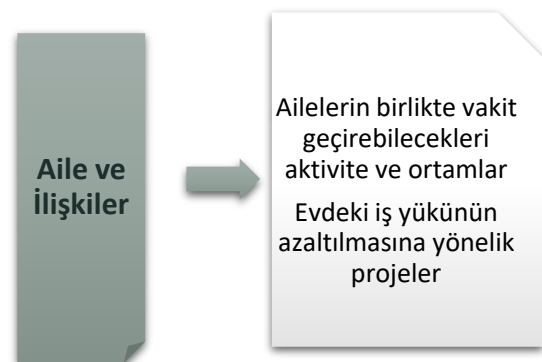 Aile ve
İlişkiler
Ailelerin birlikte vakit
geçirebilecekleri
aktivite ve ortamlar
Evdeki iş yükünün
azaltılmasına yönelik
projeler